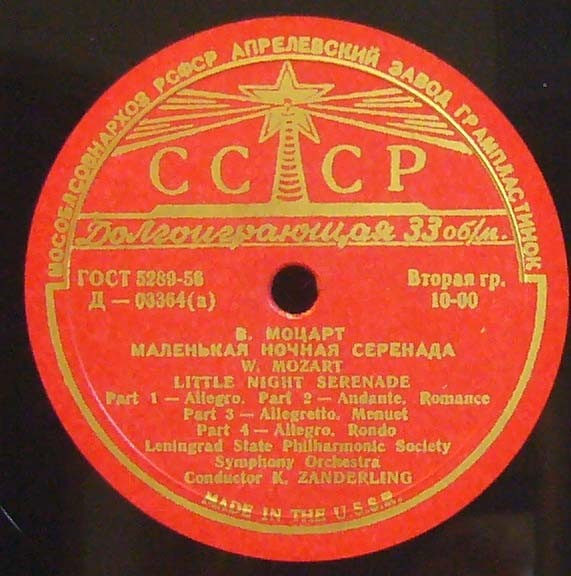 МОСОБЛСОВНАРХОЗ РСФСР АПРЕЛЕВСКИЙ ЗАВОД ГРАМПЛАСТИНОК
СССР
Долгоиграющая 33 об/м.
ГОСТ 5289-56
Вторая гр.
Д — 03364(а)
10-00
В. МОЦАРТ
МАЛЕНЬКАЯ НОЧНАЯ СЕРЕНАДА
W. MOZART
LITTLE NIGHT SERENADE
Part 1 — Allegro. Part 2 — Andante, Romance
Part 3 — Allegretto, Menuet
Part 4 — Allegro, Rondo
Leningrad State Philharmonic Society
Symphony Orchestra
Conductor K. ZANDERLING
MADE IN THE U.S.S.R.